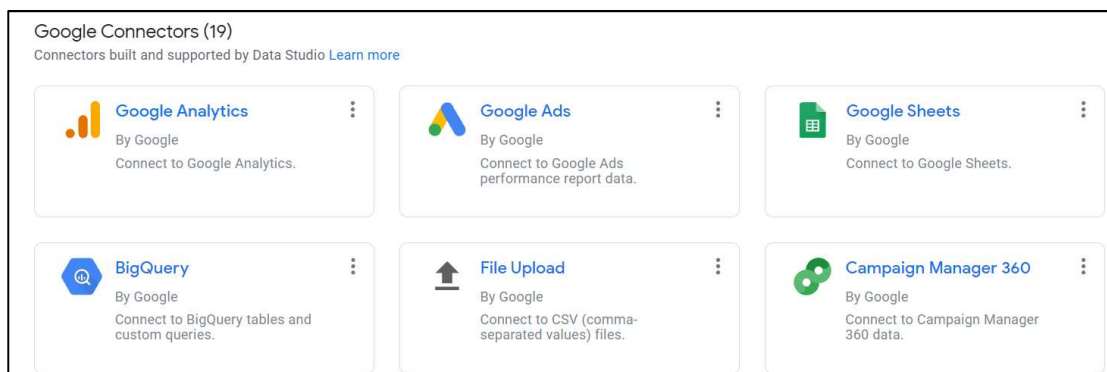 Google Connectors (19)
Connectors built and supported by Data Studio Learn more
Google Analytics
By Google
Connect to Google Analytics.
Google Ads
By Google
Connect to Google Ads
performance report data.
Google Sheets
By Google
Connect to Google Sheets.
BigQuery
By Google
Connect to BigQuery tables and
custom queries.
File Upload
By Google
Connect to CSV (comma-
separated values) files.
Campaign Manager 360
By Google
Connect to Campaign Manager
360 data.